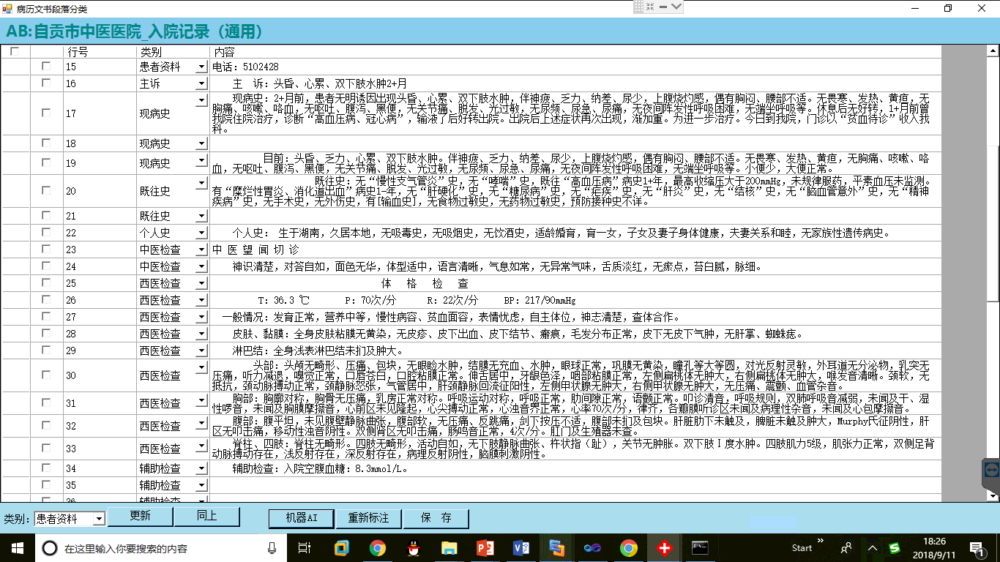 病历文书段落分类
AB:自贡市中医医院_入院记录（通用）
行号 类别 内容
15 患者资料 电话：5102428
16 主诉 主　诉：头昏、心累、双下肢水肿2+月
现病史：2+月前，患者无明诱因出现头昏、心累、双下肢水肿，伴神疲、乏力、纳差、尿少，上腹烧灼感，偶有胸闷、腰部不适。无畏寒、发热、黄疸，无
17 现病史 胸痛、咳嗽、咯血，无呕吐、腹泻、黑便，无关节痛、脱发、光过敏，无尿频、尿急、尿痛，无夜间阵发性呼吸困难，无端坐呼吸等。休息后无好转，1+月前曾
我院住院治疗，诊断“高血压病、冠心病”，输液了后好转出院。出院后上述症状再次出现，渐加重。为进一步治疗。今日到我院，门诊以“贫血待诊”收入我
科。
18 现病史
19 现病史 目前：头昏、乏力、心累、双下肢水肿。伴神疲、乏力、纳差、尿少，上腹烧灼感，偶有胸闷、腰部不适。无畏寒、发热、黄疸，无胸痛、咳嗽、咯
血，无呕吐、腹泻、黑便，无关节痛、脱发、光过敏，无尿频、尿急、尿痛，无夜间阵发性呼吸困难，无端坐呼吸等。小便少，大便正常。
既往史：无“慢性支气管炎”史，无“哮喘”史，既往“高血压病”病史1+年，最高收缩压大于200mmHg，未规律服药，平素血压未监测。
20 既往史 有“糜烂性胃炎、消化道出血”病史1-年，无“肝硬化”史，无“糖尿病”史，无“疟疾”史，无“肝炎”史，无“结核”史，无“脑血管意外”史，无“精神
疾病”史，无手术史，无外伤史，有[输血史]，无食物过敏史，无药物过敏史，预防接种史不详。
21 既往史
22 个人史 个人史： 生于湖南，久居本地，无吸毒史，无吸烟史，无饮酒史，适龄婚育，育一女，子女及妻子身体健康，夫妻关系和睦，无家族性遗传病史。
23 中医检查 中 医 望 闻 切 诊
24 中医检查 神识清楚，对答自如，面色无华，体型适中，语言清晰，气息如常，无异常气味，舌质淡红，无瘀点，苔白腻，脉细。
25 西医检查 体 格 检 查
26 西医检查 T：36.3 ℃ P：70次/分 R：22次/分 BP：217/90mmHg
27 西医检查 一般情况：发育正常，营养中等，慢性病容、贫血面容，表情忧虑，自主体位，神志清楚，查体合作。
28 西医检查 皮肤、黏膜：全身皮肤粘膜无黄染，无皮疹、皮下出血、皮下结节、瘢痕，毛发分布正常，皮下无皮下气肿，无肝掌、蜘蛛痣。
29 西医检查 淋巴结：全身浅表淋巴结未扪及肿大。
头部：头颅无畸形、压痛、包块，无眼睑水肿，结膜无充血、水肿，眼球正常，巩膜无黄染，瞳孔等大等圆，对光反射灵敏，外耳道无分泌物，乳突无
30 西医检查 压痛，听力减退，嗅觉正常，口唇苍白，口腔粘膜正常。伸舌居中，牙龈色泽，咽部粘膜正常，左侧扁桃体无肿大，右侧扁桃体无肿大，喉发音清晰。颈软，无
抵抗，颈动脉搏动正常，颈静脉怒张，气管居中，肝颈静脉回流征阳性，左侧甲状腺无肿大，右侧甲状腺无肿大，无压痛、震颤、血管杂音。
31 西医检查 胸部：胸廓对称，胸骨无压痛，乳房正常对称。呼吸运动对称，呼吸正常，肋间隙正常，语颤正常。叩诊清音，呼吸规则，双肺呼吸音减弱，未闻及干、湿
性啰音，未闻及胸膜摩擦音，心前区未见隆起，心尖搏动正常，心浊音界正常，心率70次/分，律齐，各瓣膜听诊区未闻及病理性杂音，未闻及心包摩擦音。
32 西医检查 腹部：腹平坦，未见腹壁静脉曲张，腹部软，无压痛、反跳痛，剑下按压不适，腹部未扪及包块。肝脏肋下未触及，脾脏未触及肿大，Murphy氏征阴性，肝
区无叩击痛，移动性浊音阴性。双侧肾区无叩击痛，肠鸣音正常，4次/分。肛门及生殖器未查。
33 西医检查 脊柱、四肢：脊柱无畸形。四肢无畸形，活动自如，无下肢静脉曲张、杵状指（趾），关节无肿胀。双下肢Ⅰ度水肿。四肢肌力5级，肌张力正常，双侧足背
动脉搏动存在，浅反射存在，深反射存在，病理反射阴性，脑膜刺激阴性。
34 辅助检查 辅助检查：入院空腹血糖：8.3mmol/L。
35 辅助检查
36 辅助检查
类别： 患者资料 更新 同上 机器AI 重新标注 保　存
在这里输入你要搜索的内容 Start 18:26
2018/9/11